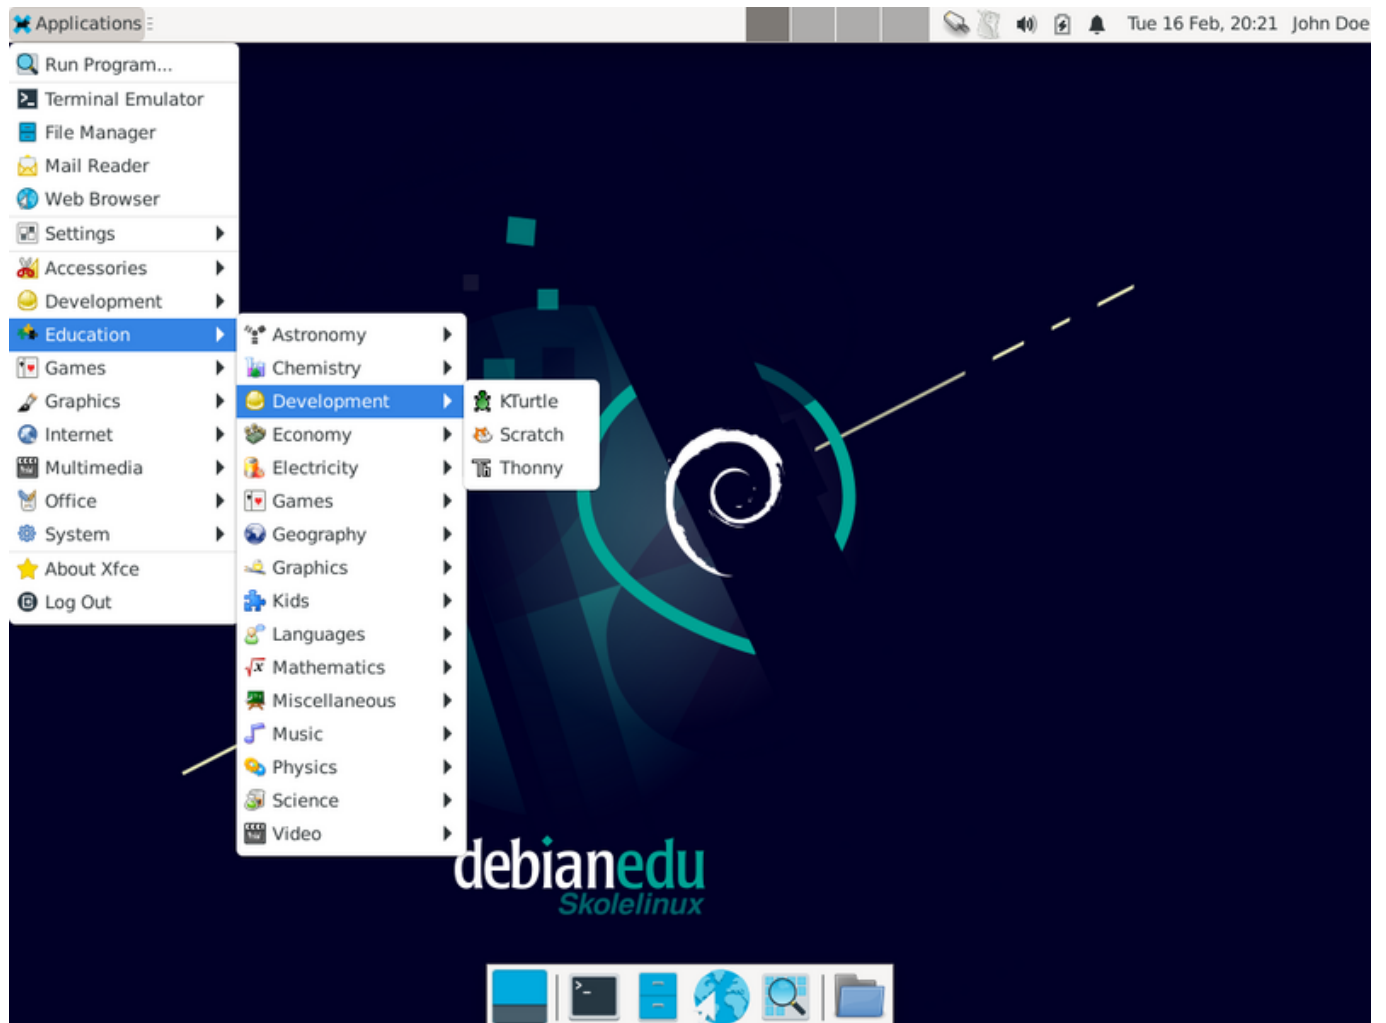 Applications
Tue 16 Feb, 20:21 John Doe
Run Program...
Terminal Emulator
File Manager
Mail Reader
Web Browser
Settings
Accessories
Development
Education
Games
Graphics
Internet
Multimedia
Office
System
About Xfce
Log Out
Astronomy
Chemistry
Development
Economy
Electricity
Games
Geography
Graphics
Kids
Languages
Mathematics
Miscellaneous
Music
Physics
Science
Video
KTurtle
Scratch
Thonny
debianedu
Skolelinux